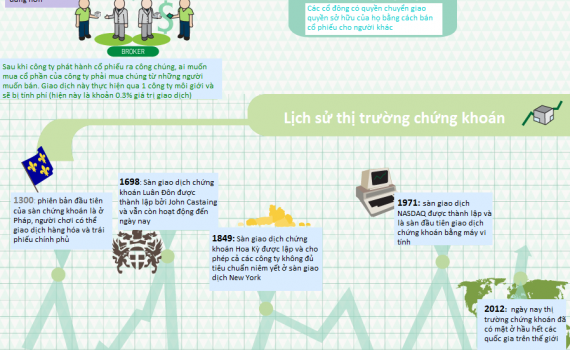 Các cổ đông có quyền chuyển giao
quyền sở hữu của họ bằng cách bán
cổ phiếu cho người khác
BROKER
Sau khi công ty phát hành cổ phiếu ra công chúng, ai muốn
mua cổ phần của công ty phải mua chúng từ những người
muốn bán. Giao dịch này thực hiện qua 1 công ty môi giới và
sẽ bị tính phí (hiện này là khoản 0.3% giá trị giao dịch)
Lịch sử thị trường chứng khoán
1300: phiên bản đầu tiên
của sàn chứng khoán là ở
Pháp, người chơi có thể
giao dịch hàng hóa và trái
phiếu chính phủ
1698: Sàn giao dịch chứng
khoán Luân Đôn được
thành lập bởi John Castaing
và vẫn còn hoạt động đến
ngày nay
1849: Sàn giao dịch chứng
khoán Hoa Kỳ được lập và cho
phép cả các công ty không đủ
tiêu chuẩn niêm yết ở sàn giao
dịch New York
1971: sàn giao dịch
NASDAQ được thành lập và
là sàn đầu tiên giao dịch
chứng khoán bằng máy vi
tính
2012: ngày nay thị
trường chứng khoán đã
có mặt ở hầu hết các
quốc gia trên thế giới